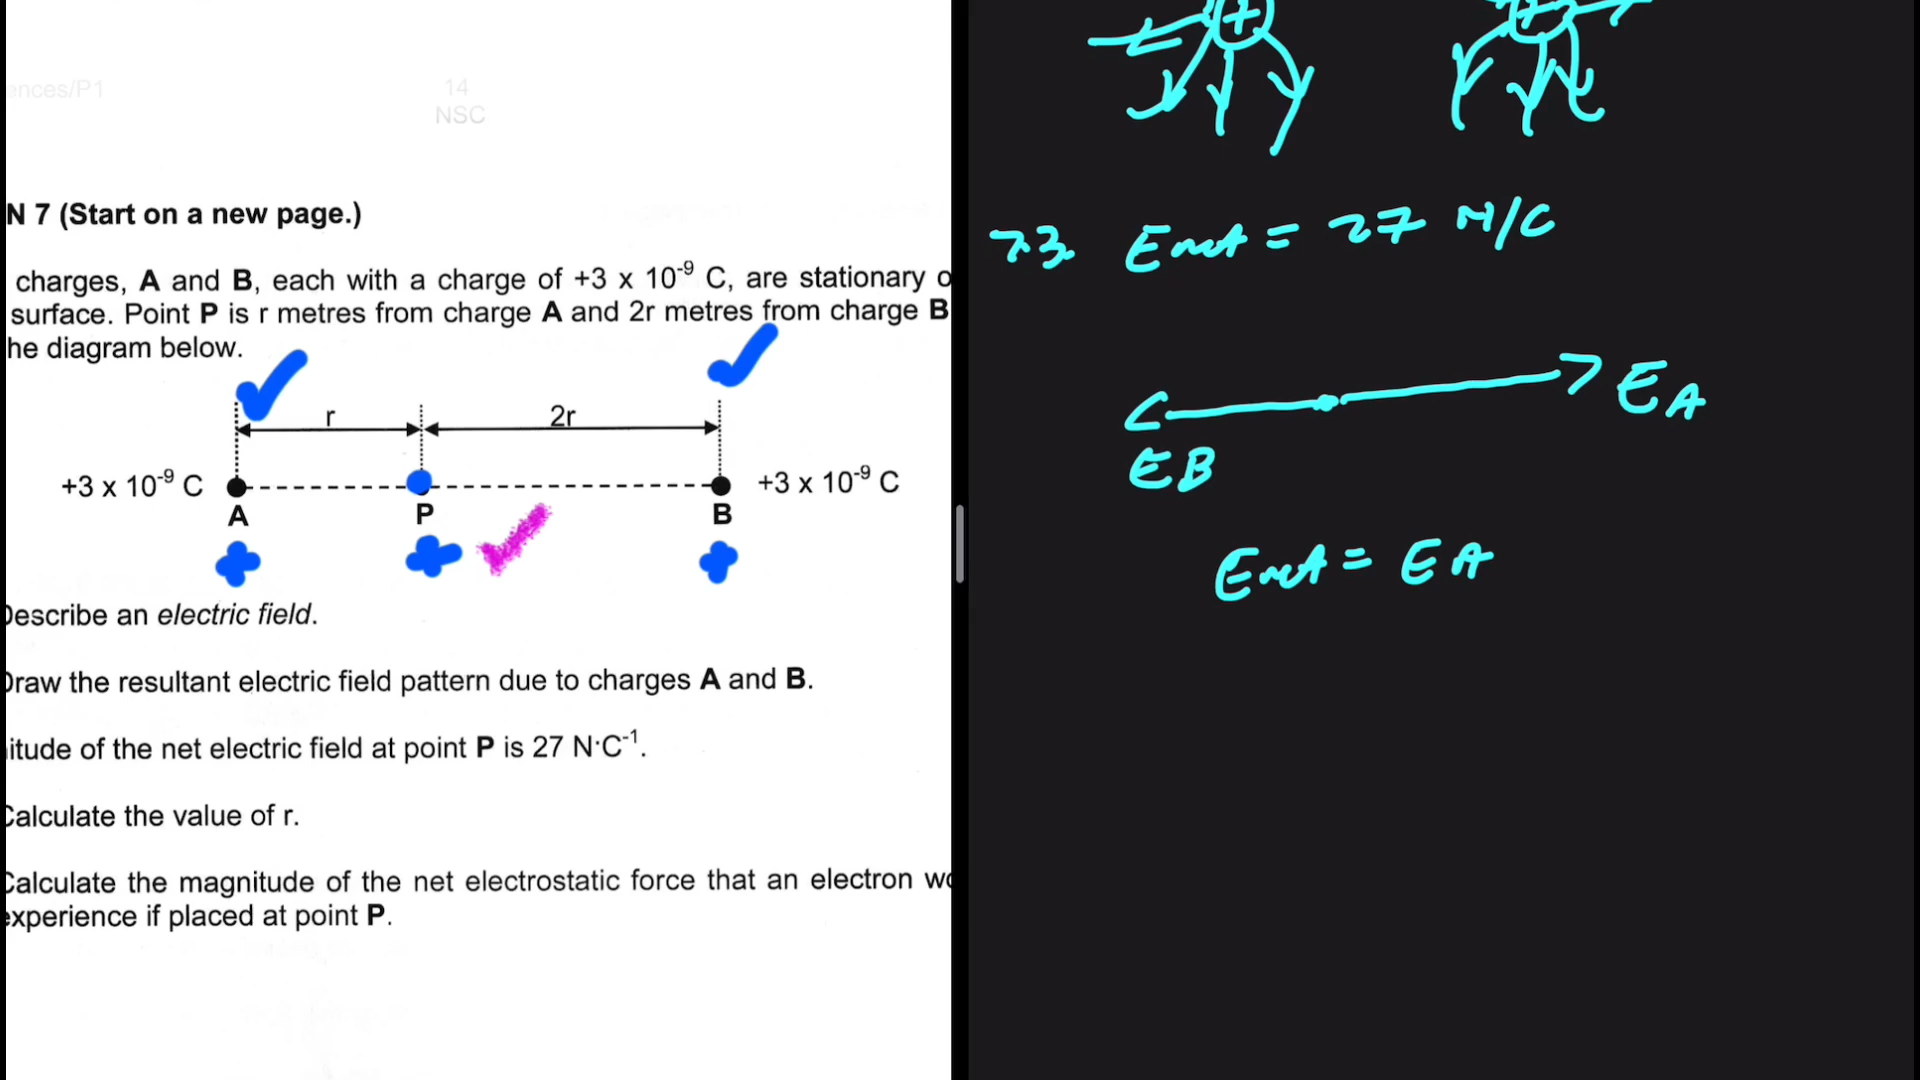 ences/P1
14
NSC
N 7 (Start on a new page.)
charges, A and B, each with a charge of +3 x 10⁻⁹ C, are stationary o
surface. Point P is r metres from charge A and 2r metres from charge B
he diagram below.
r
2r
+3 x 10⁻⁹ C
+3 x 10⁻⁹ C
A
P
B
Describe an electric field.
Draw the resultant electric field pattern due to charges A and B.
itude of the net electric field at point P is 27 N·C⁻¹.
Calculate the value of r.
Calculate the magnitude of the net electrostatic force that an electron wo
experience if placed at point P.
+
+
7.3. Enet = 27 N/C
EA
EB
Enet = EA